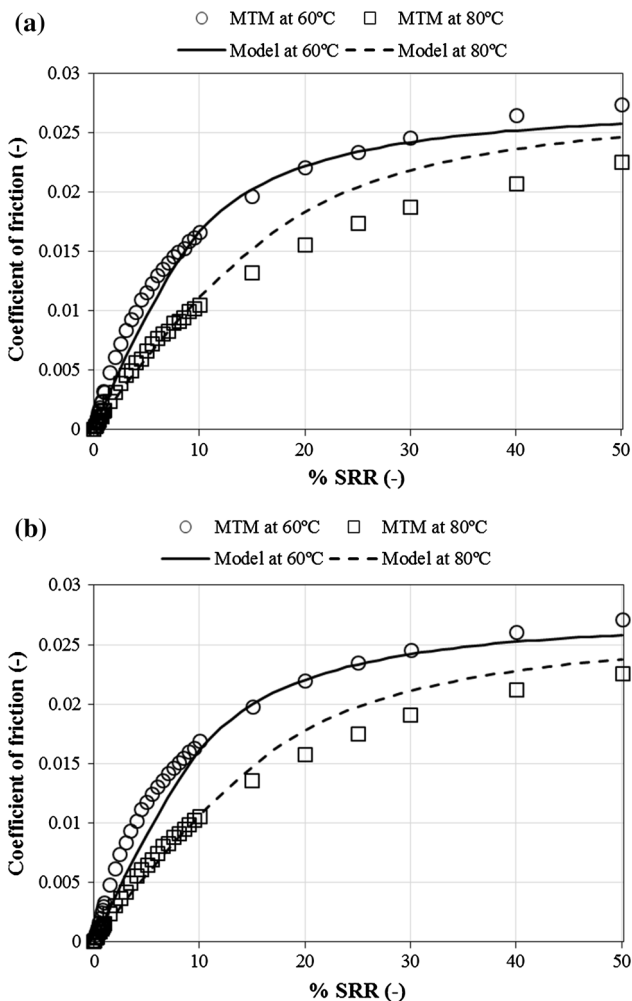 (a)
MTM at 60ºC MTM at 80ºC
Model at 60ºC Model at 80ºC
Coefficient of friction (-)
0.03
0.025
0.02
0.015
0.01
0.005
0
0 10 20 30 40 50
% SRR (-)
(b)
MTM at 60ºC MTM at 80ºC
Model at 60ºC Model at 80ºC
Coefficient of friction (-)
0.03
0.025
0.02
0.015
0.01
0.005
0
0 10 20 30 40 50
% SRR (-)